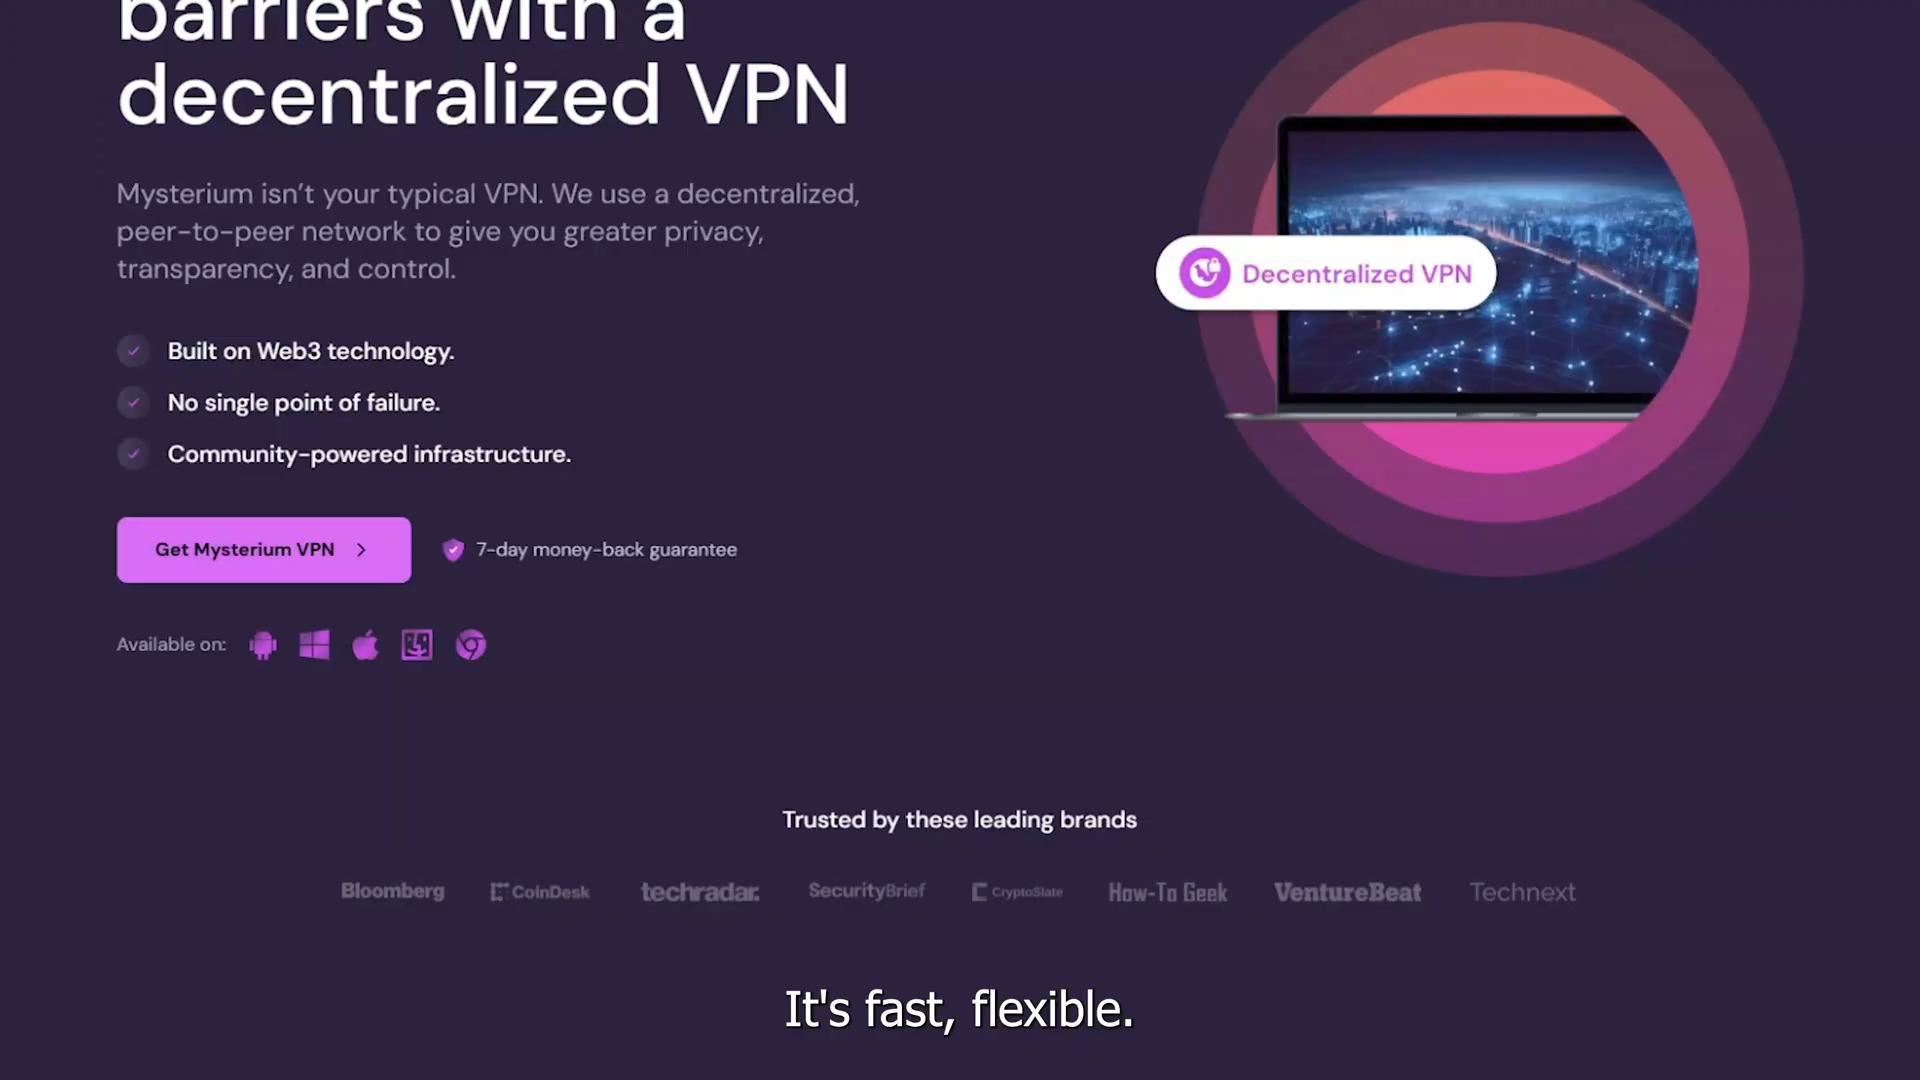 barriers with a
decentralized VPN
Mysterium isn’t your typical VPN. We use a decentralized,
peer-to-peer network to give you greater privacy,
transparency, and control.
Built on Web3 technology.
No single point of failure.
Community-powered infrastructure.
Get Mysterium VPN
7-day money-back guarantee
Available on:
Decentralized VPN
Trusted by these leading brands
Bloomberg CoinDesk techradar. SecurityBrief CryptoSlate How-To Geek VentureBeat Technext
It's fast, flexible.